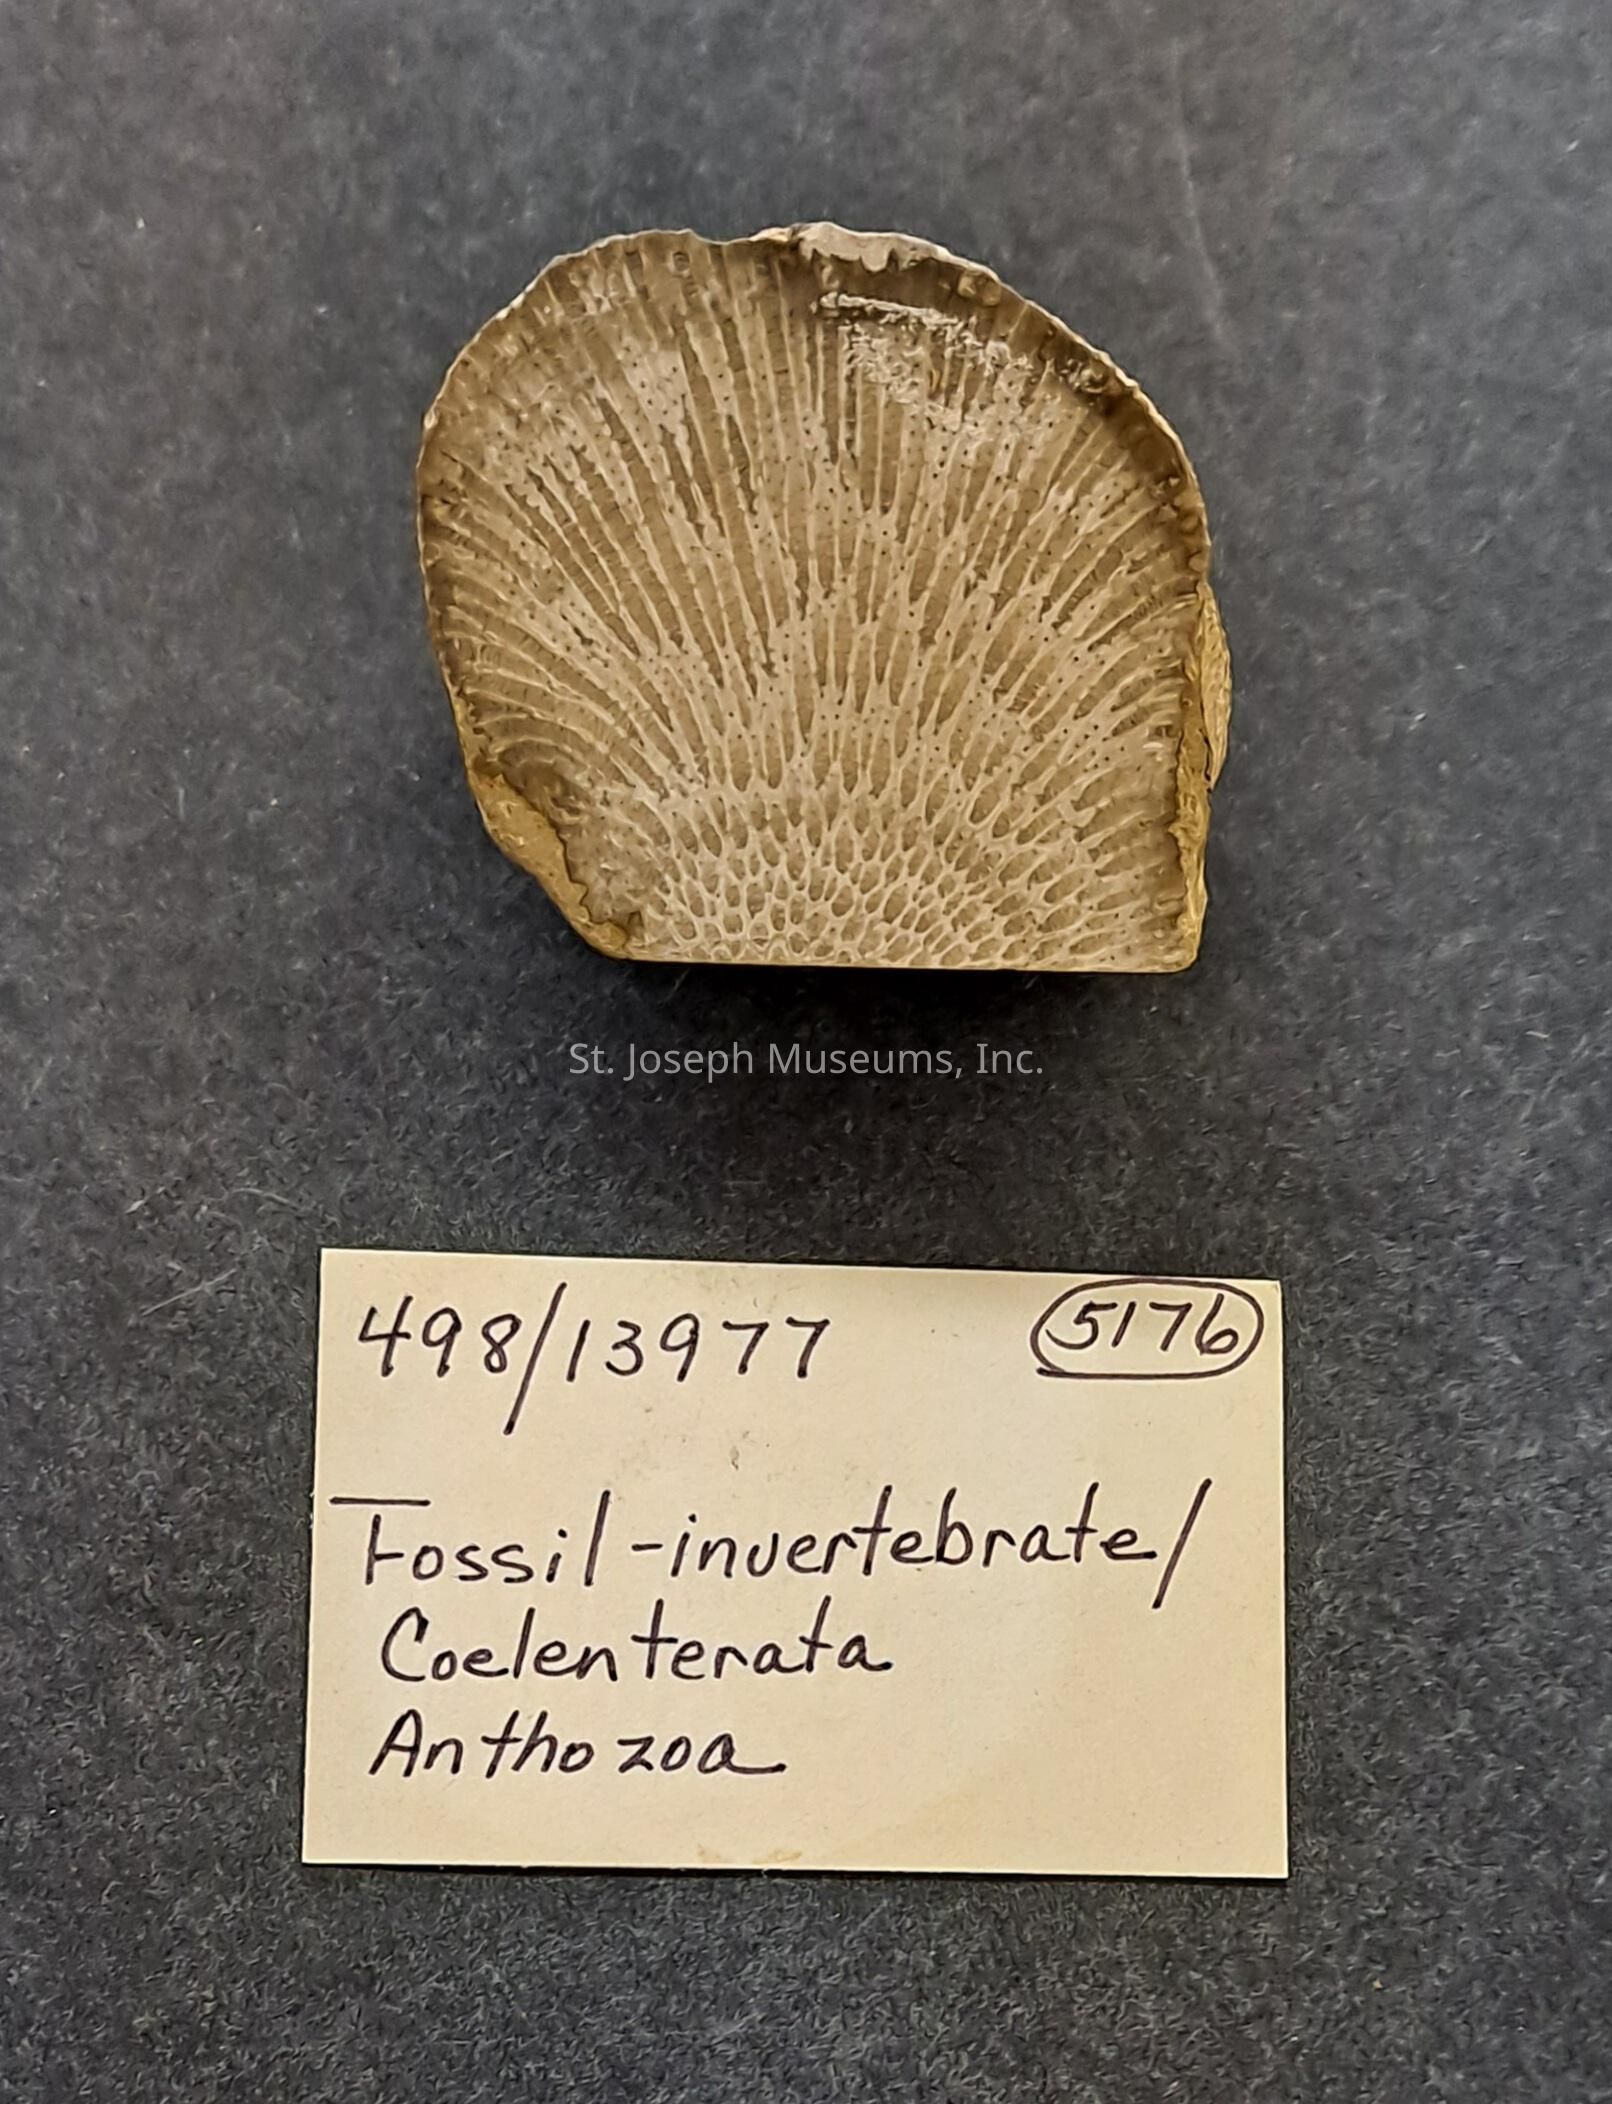 St. Joseph Museums, Inc.
498/13977 5176
Fossil-invertebrate/
Coelenterata
Anthozoa